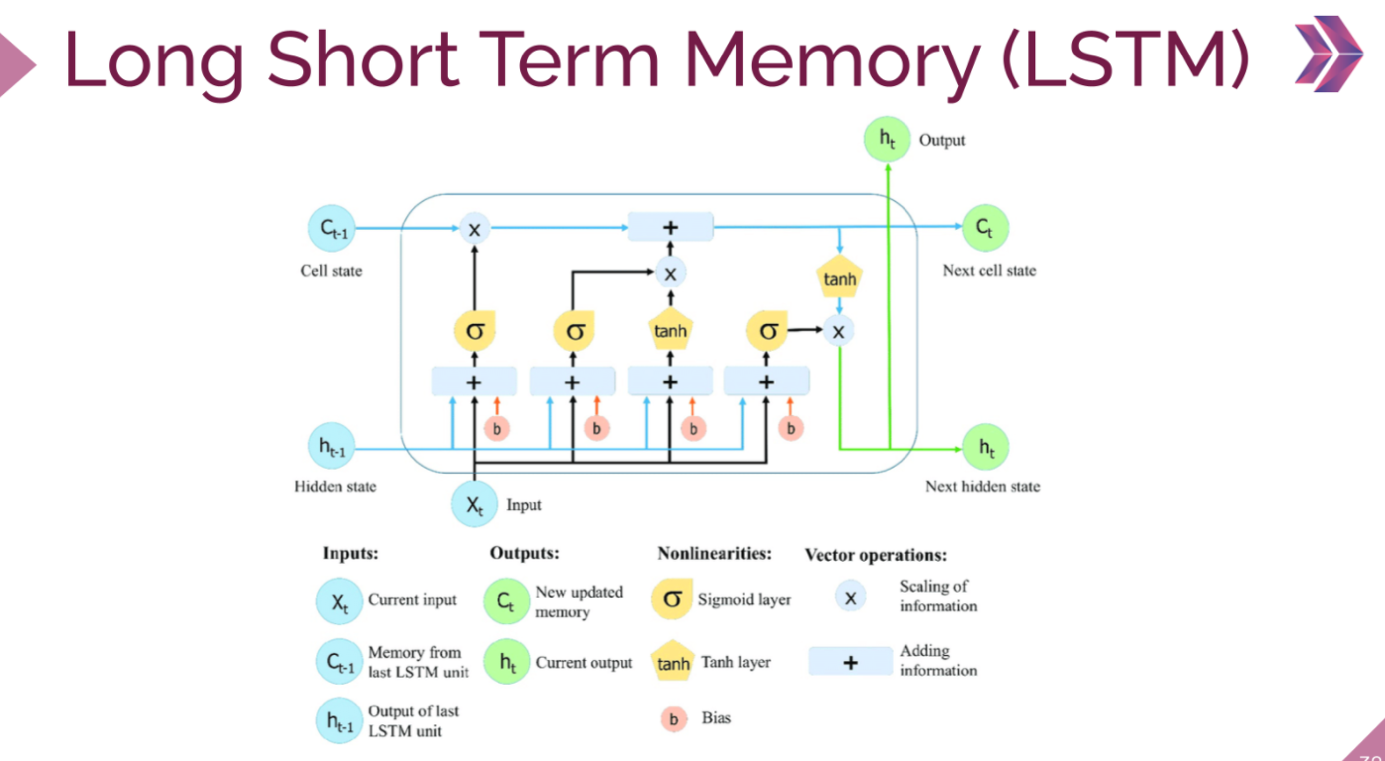 Long Short Term Memory (LSTM)
hₜ Output
Cₜ₋₁ x + Cₜ
Cell state x tanh Next cell state
σ σ tanh σ x
+ + + +
b b b b
hₜ₋₁ hₜ
Hidden state Next hidden state
Xₜ Input
Inputs: Outputs: Nonlinearities: Vector operations:
Xₜ Current input
Cₜ₋₁ Memory from
last LSTM unit
hₜ₋₁ Output of last
LSTM unit
Cₜ New updated
memory
hₜ Current output
σ Sigmoid layer
tanh Tanh layer
b Bias
x Scaling of
information
+ Adding
information